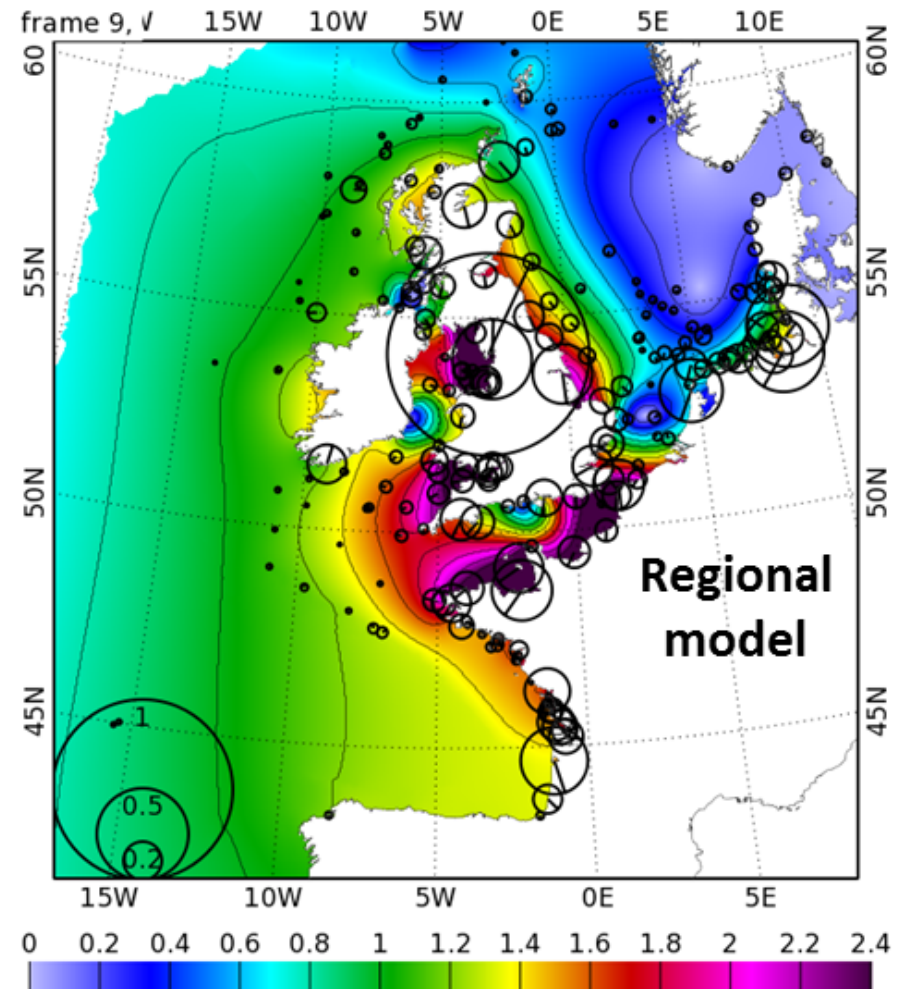 frame 9,
15W 10W 5W 0E 5E 10E
60 60N
55N 55N
50N 50N
Regional
model
45N 45N
1
0.5
0.2
15W 10W 5W 0E 5E
0 0.2 0.4 0.6 0.8 1 1.2 1.4 1.6 1.8 2 2.2 2.4